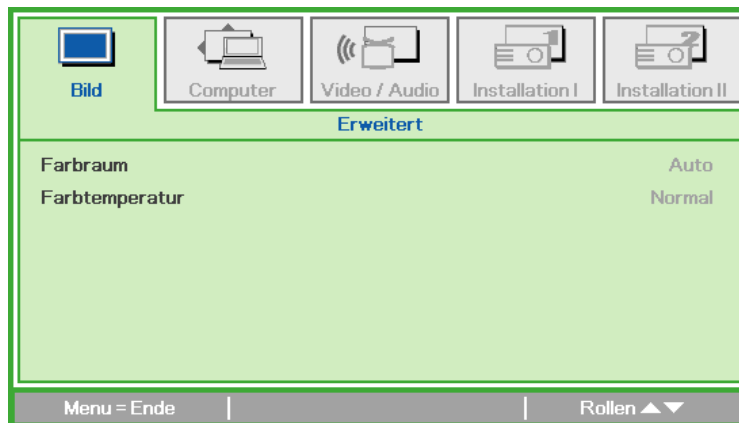 Bild Computer Video / Audio Installation I Installation II
Erweitert
Farbraum Auto
Farbtemperatur Normal
Menu = Ende Rollen ▲▼